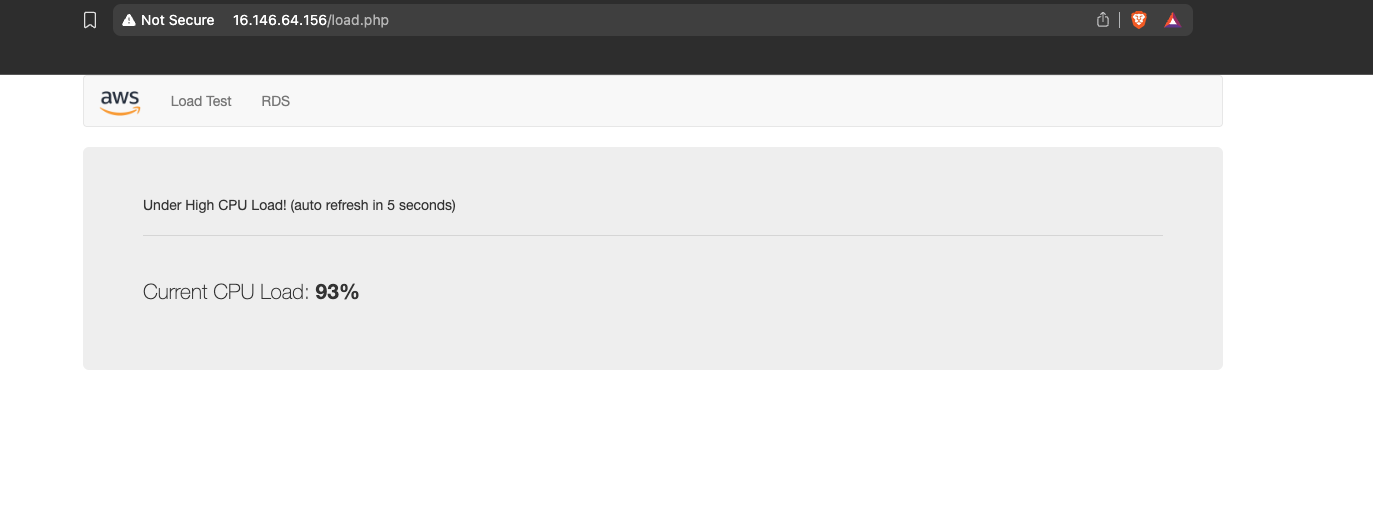 Not Secure 16.146.64.156/load.php
aws Load Test RDS
Under High CPU Load! (auto refresh in 5 seconds)
Current CPU Load: 93%